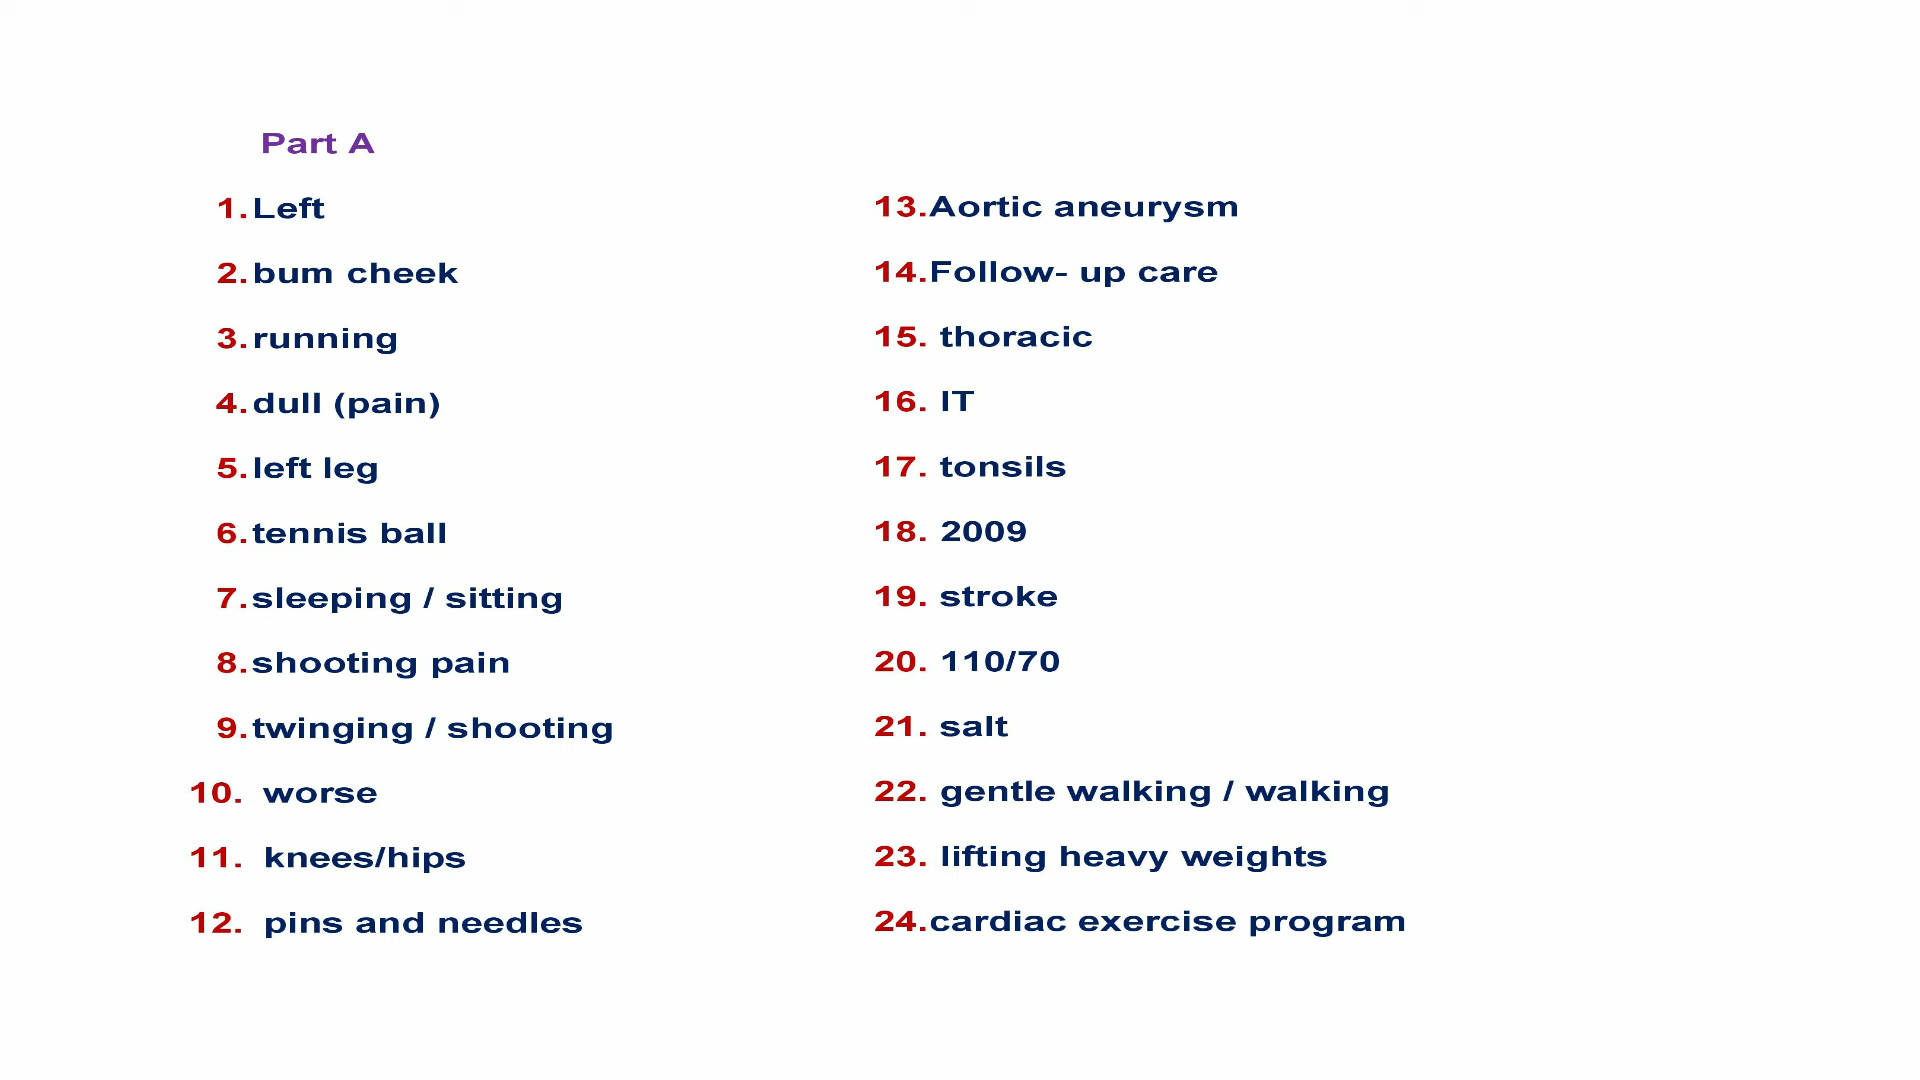 Part A
1. Left
2. bum cheek
3. running
4. dull (pain)
5. left leg
6. tennis ball
7. sleeping / sitting
8. shooting pain
9. twinging / shooting
10. worse
11. knees/hips
12. pins and needles
13.Aortic aneurysm
14.Follow- up care
15. thoracic
16. IT
17. tonsils
18. 2009
19. stroke
20. 110/70
21. salt
22. gentle walking / walking
23. lifting heavy weights
24.cardiac exercise program